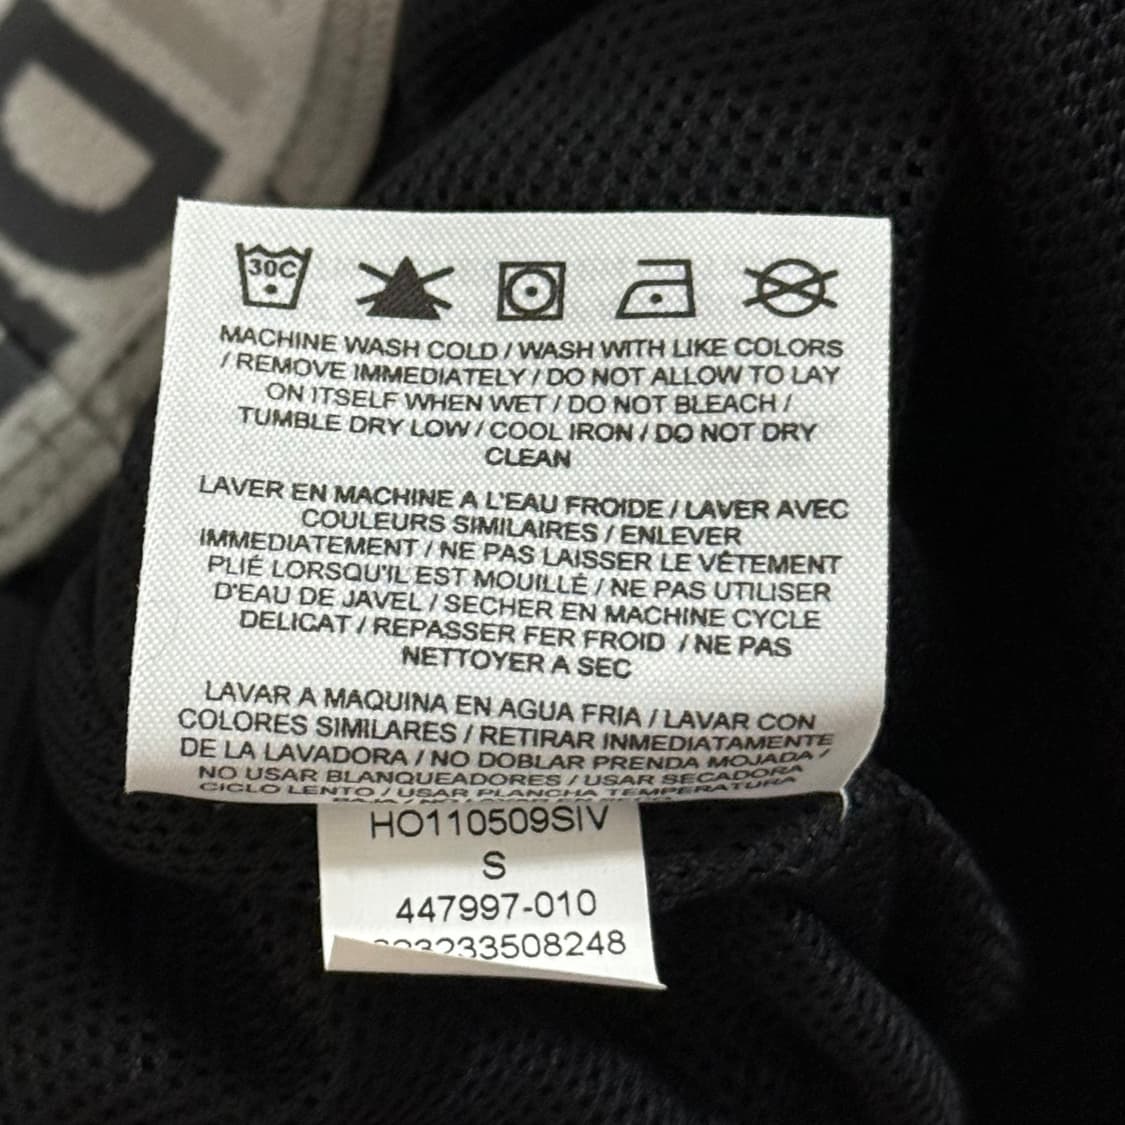 30C
MACHINE WASH COLD / WASH WITH LIKE COLORS
/ REMOVE IMMEDIATELY / DO NOT ALLOW TO LAY
ON ITSELF WHEN WET / DO NOT BLEACH /
TUMBLE DRY LOW / COOL IRON / DO NOT DRY
CLEAN
LAVER EN MACHINE A L'EAU FROIDE / LAVER AVEC
COULEURS SIMILAIRES / ENLEVER
IMMEDIATEMENT / NE PAS LAISSER LE VÊTEMENT
PLIÉ LORSQU'IL EST MOUILLÉ / NE PAS UTILISER
D'EAU DE JAVEL / SECHER EN MACHINE CYCLE
DELICAT / REPASSER FER FROID / NE PAS
NETTOYER A SEC
LAVAR A MAQUINA EN AGUA FRIA / LAVAR CON
COLORES SIMILARES / RETIRAR INMEDIATAMENTE
DE LA LAVADORA / NO DOBLAR PRENDA MOJADA /
NO USAR BLANQUEADORES / USAR SECADORA
CICLO LENTO / USAR PLANCHA TEMPERATURA
HO110509SIV
S
447997-010
33508248